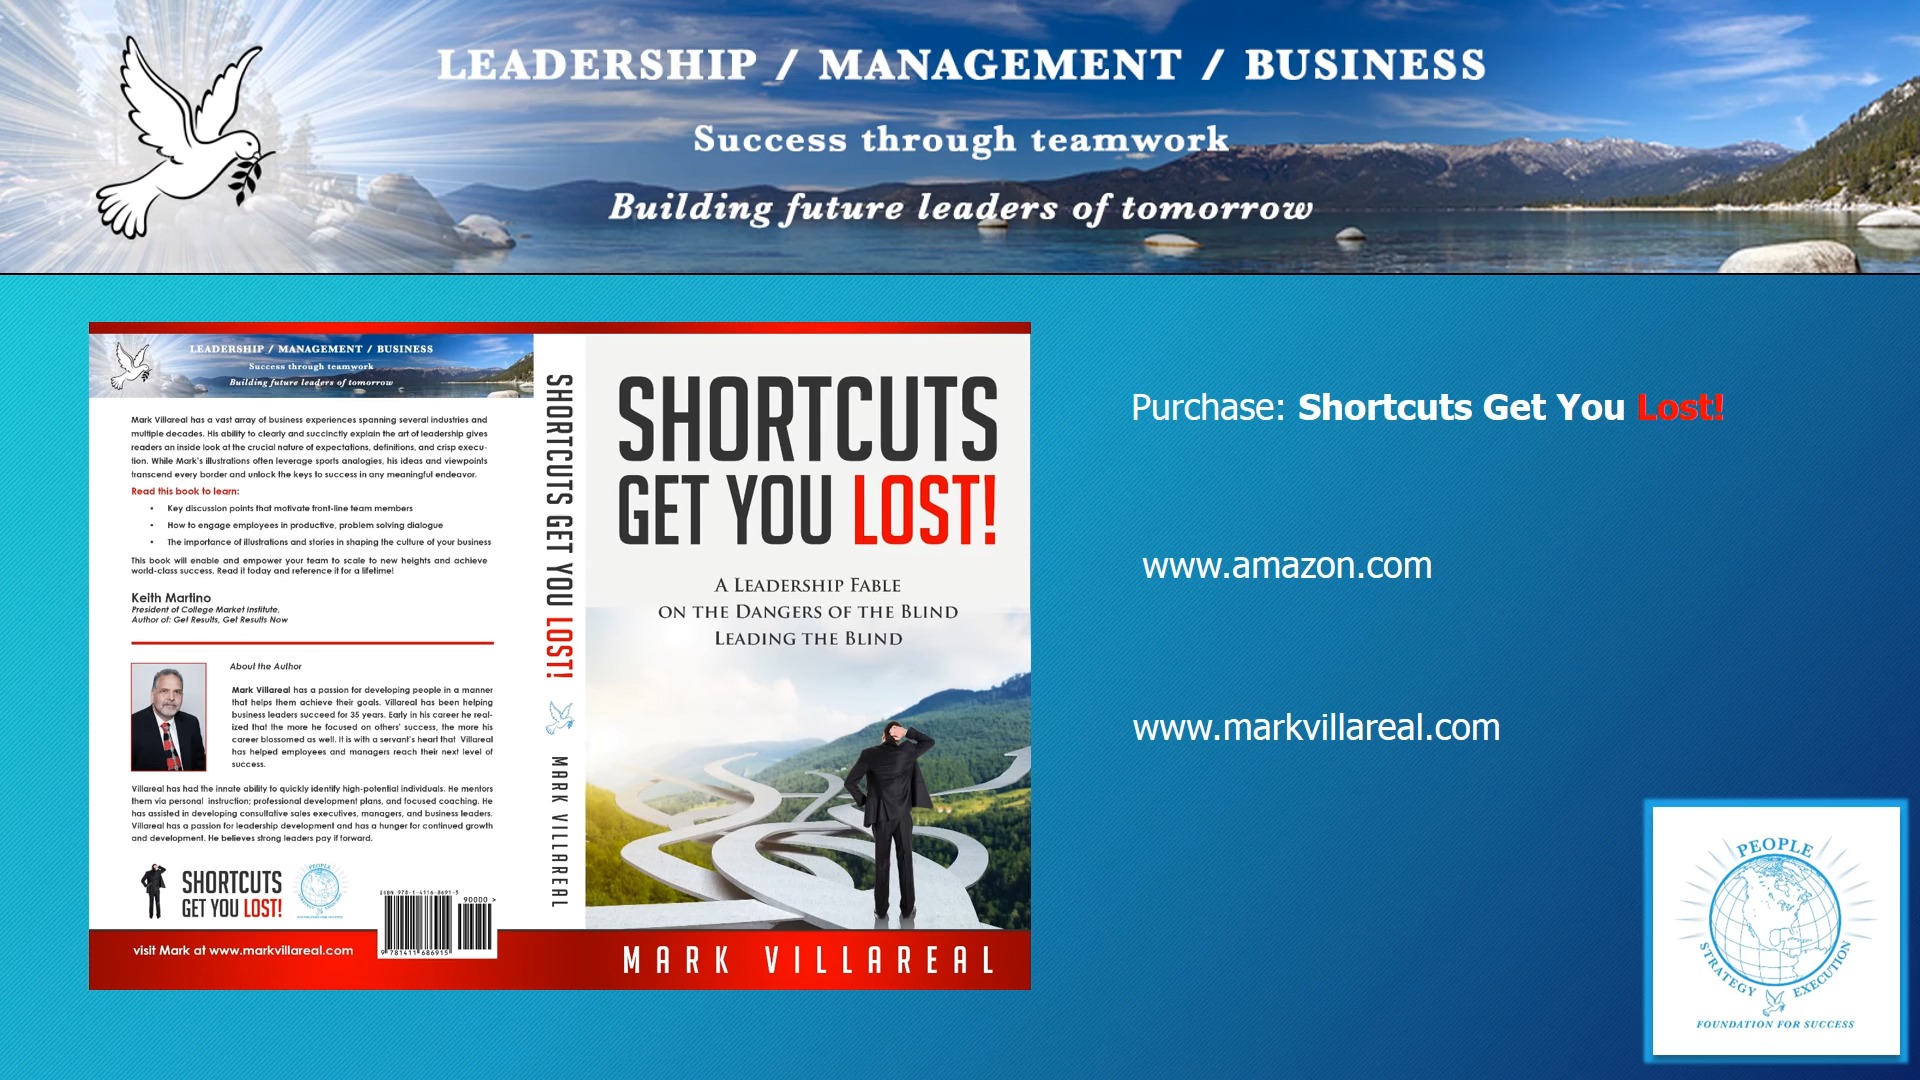 LEADERSHIP / MANAGEMENT / BUSINESS
Success through teamwork
Building future leaders of tomorrow
LEADERSHIP / MANAGEMENT / BUSINESS
Success through teamwork
Building future leaders of tomorrow
Mark Villareal has a vast array of business experiences spanning several industries and
multiple decades. His ability to clearly and succinctly explain the art of leadership gives
readers an inside look at the crucial nature of expectations, definitions, and crisp execu-
tion. While Mark's illustrations often leverage sports analogies, his ideas and viewpoints
transcend every border and unlock the keys to success in any meaningful endeavor.
Read this book to learn:
• Key discussion points that motivate front-line team members
• How to engage employees in productive, problem solving dialogue
• The importance of illustrations and stories in shaping the culture of your business
This book will enable and empower your team to scale to new heights and achieve
world-class success. Read it today and reference it for a lifetime!
Keith Martino
President of College Market Institute,
Author of: Get Results, Get Results Now
About the Author
Mark Villareal has a passion for developing people in a manner
that helps them achieve their goals. Villareal has been helping
business leaders succeed for 35 years. Early in his career he real-
ized that the more he focused on others' success, the more his
career blossomed as well. It is with a servant's heart that Villareal
has helped employees and managers reach their next level of
success.
Villareal has had the innate ability to quickly identify high-potential individuals. He mentors
them via personal instruction; professional development plans, and focused coaching. He
has assisted in developing consultative sales executives, managers, and business leaders.
Villareal has a passion for leadership development and has a hunger for continued growth
and development. He believes strong leaders pay if forward.
SHORTCUTS
GET YOU LOST!
ISBN 978-1-4116-8691-5
90000 >
9 781411 686915
visit Mark at www.markvillareal.com
SHORTCUTS GET YOU LOST!
MARK VILLAREAL
SHORTCUTS
GET YOU LOST!
A LEADERSHIP FABLE
ON THE DANGERS OF THE BLIND
LEADING THE BLIND
MARK VILLAREAL
Purchase: Shortcuts Get You Lost!
www.amazon.com
www.markvillareal.com
PEOPLE
STRATEGY EXECUTION
FOUNDATION FOR SUCCESS